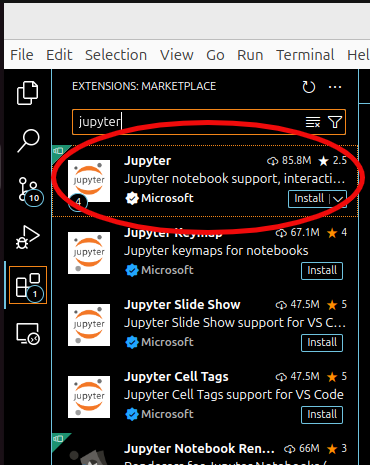 File Edit Selection View Go Run Terminal Hel
EXTENSIONS: MARKETPLACE
jupyter
Jupyter 85.8M 2.5
Jupyter notebook support, interacti...
Microsoft Install
jupyter
4
10
Jupyter Keymap 67.1M 4
Jupyter keymaps for notebooks
Microsoft Install
jupyter
1
Jupyter Slide Show 47.5M 5
Jupyter Slide Show support for VS C...
Microsoft Install
jupyter
Jupyter Cell Tags 47.5M 5
Jupyter Cell Tags support for VS Code
Microsoft Install
jupyter
Jupyter Notebook Ren... 66M 3